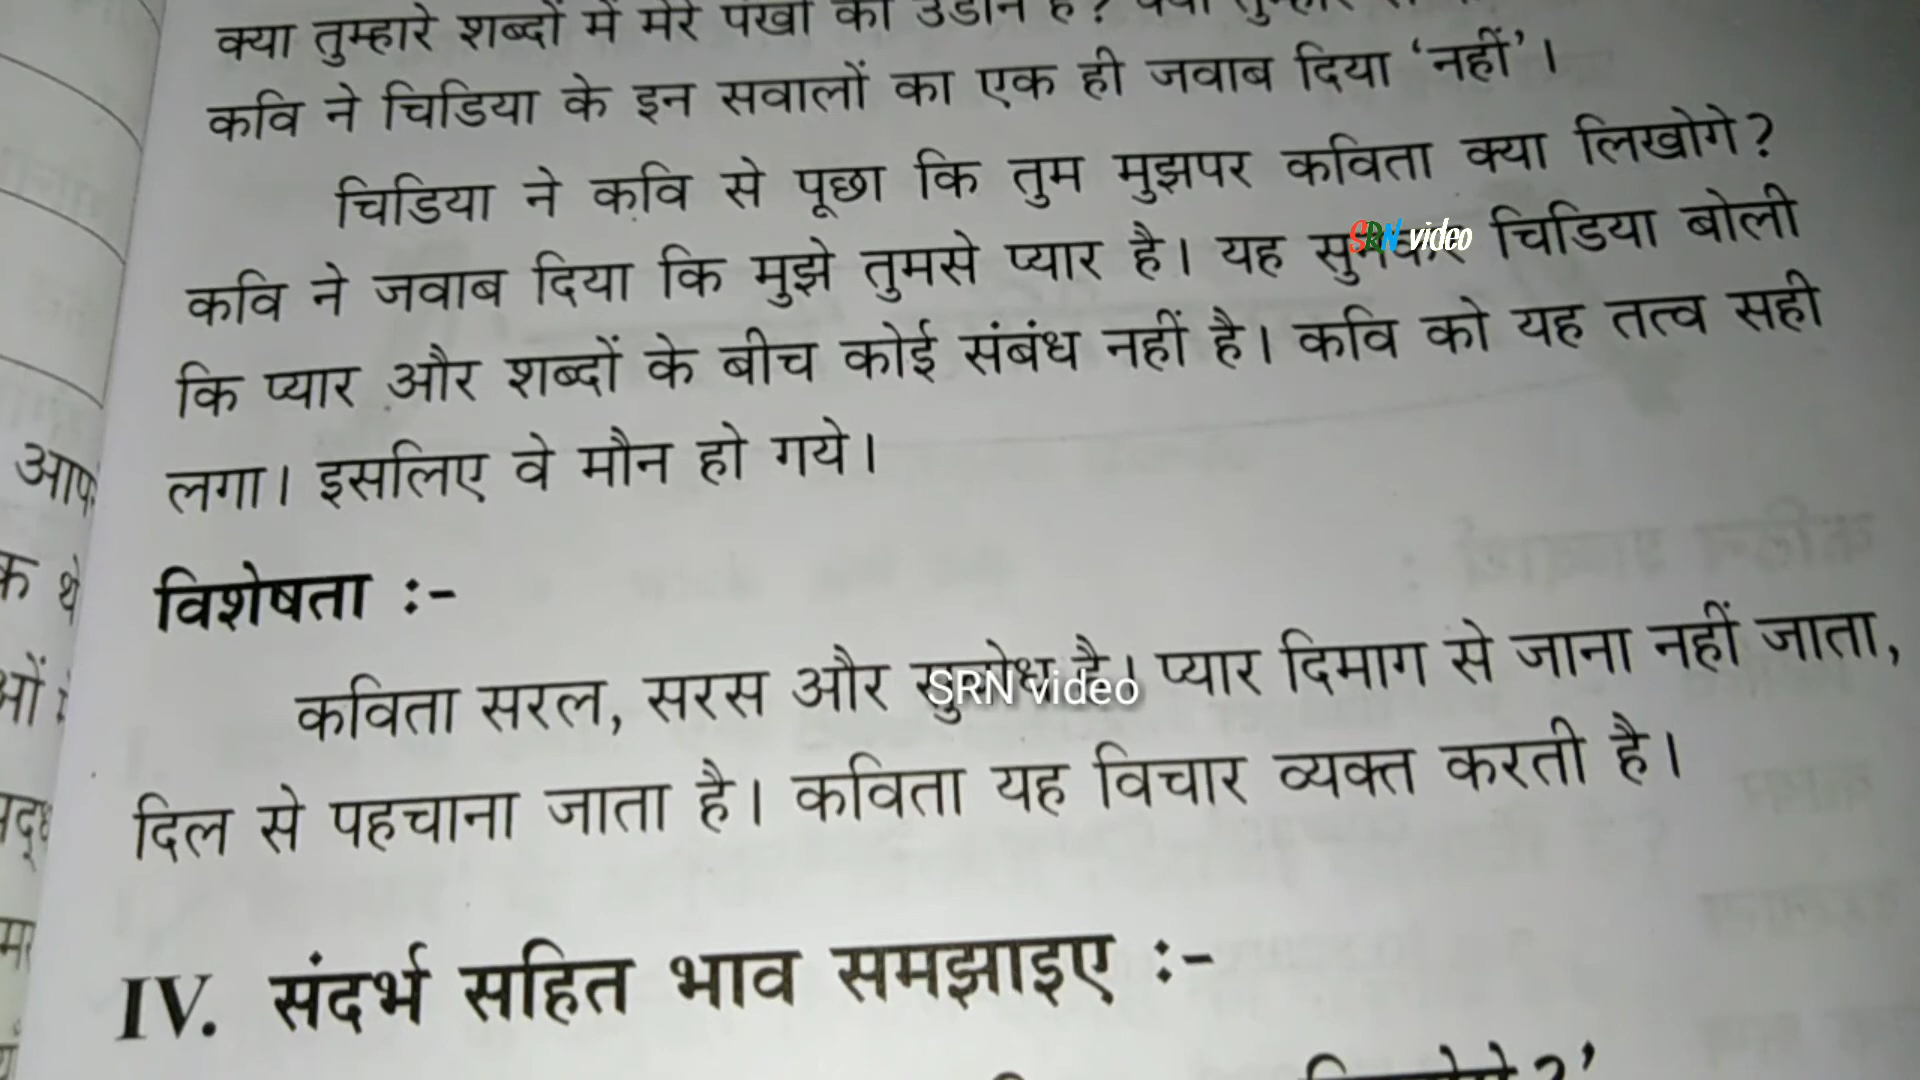 क्या तुम्हारे शब्दों में मेरे पंखों की उडान है? क्या
कवि ने चिडिया के इन सवालों का एक ही जवाब दिया ‘नहीं’।
चिडिया ने कवि से पूछा कि तुम मुझपर कविता क्या लिखोगे?
कवि ने जवाब दिया कि मुझे तुमसे प्यार है। यह सुनकर चिडिया बोली
SRN video
कि प्यार और शब्दों के बीच कोई संबंध नहीं है। कवि को यह तत्व सही
लगा। इसलिए वे मौन हो गये।
विशेषता :-
कविता सरल, सरस और सुबोध है। प्यार दिमाग से जाना नहीं जाता,
SRN video
दिल से पहचाना जाता है। कविता यह विचार व्यक्त करती है।
IV. संदर्भ सहित भाव समझाइए :-